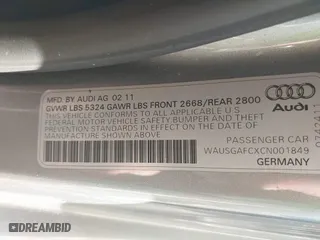 MFD. BY AUDI AG 02 11
GVWR LBS 5324 GAWR LBS FRONT 2668/REAR 2800
THIS VEHICLE CONFORMS TO ALL APPLICABLE FEDERAL
MOTOR VEHICLE SAFETY BUMPER AND THEFT
PREVENTION STANDARDS IN EFFECT ON THE DATE OF
MANUFACTURE SHOWN ABOVE
Audi
PASSENGER CAR
WAUSGAFCXCN001849
GERMANY
DEALERMID
DEALERMID